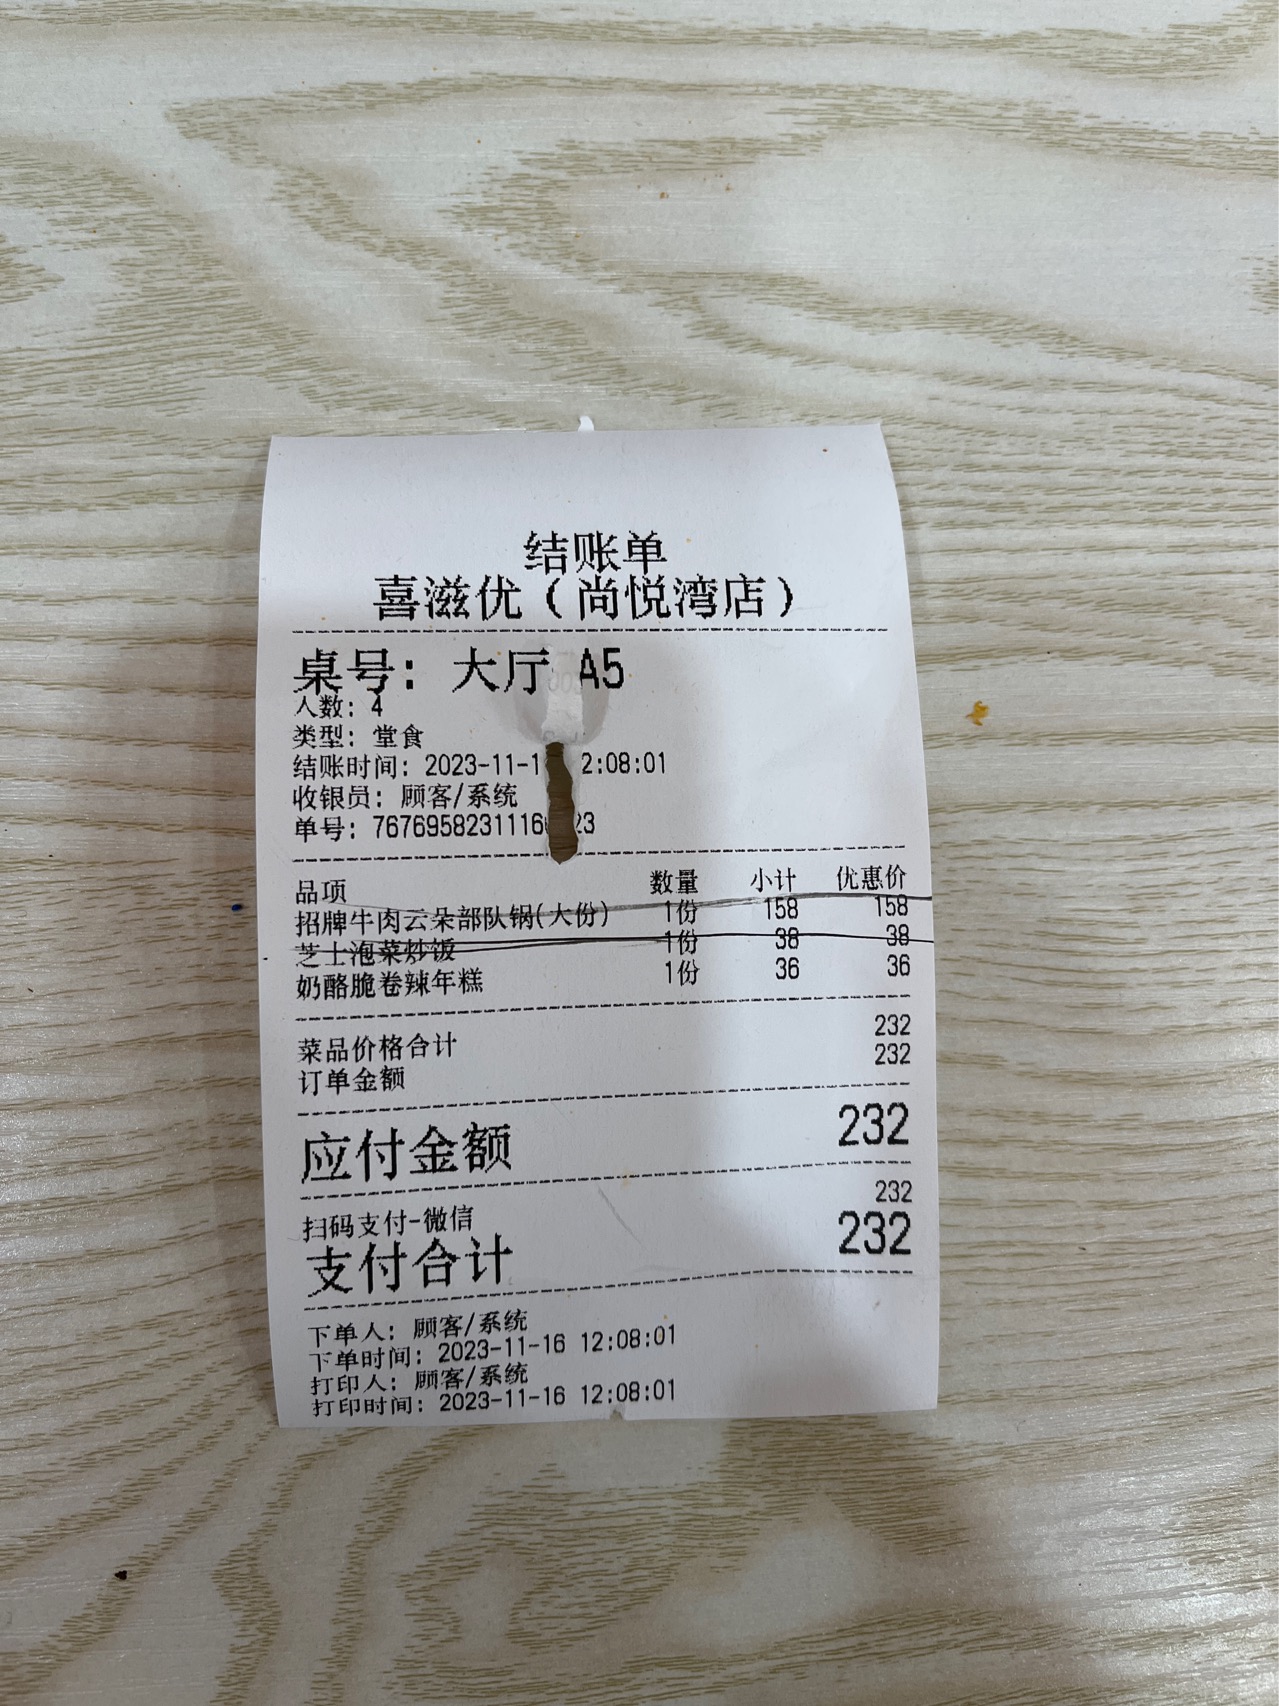 结账单
喜滋优（尚悦湾店）
桌号: 大厅 A5
人数: 4
类型: 堂食
结账时间: 2023-11-1 2:08:01
收银员: 顾客/系统
单号: 76769582311116 23
品项 数量 小计 优惠价
招牌牛肉云朵部队锅(大份) 1份 158 158
芝士泡菜炒饭 1份 38 38
奶酪脆卷辣年糕 1份 36 36
菜品价格合计 232
订单金额 232
应付金额 232
扫码支付-微信 232
支付合计 232
下单人: 顾客/系统
下单时间: 2023-11-16 12:08:01
打印人: 顾客/系统
打印时间: 2023-11-16 12:08:01